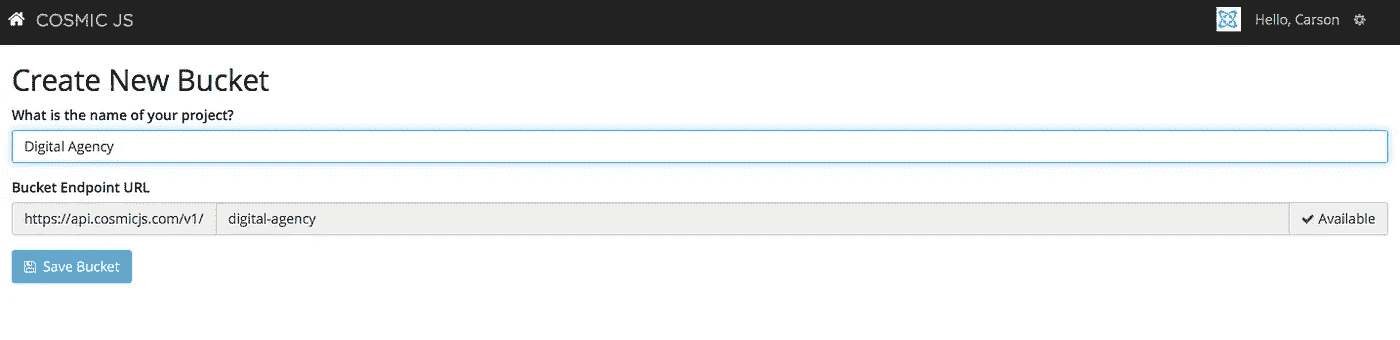 COSMIC JS
Hello, Carson
Create New Bucket
What is the name of your project?
Digital Agency
Bucket Endpoint URL
https://api.cosmicjs.com/v1/ digital-agency Available
Save Bucket